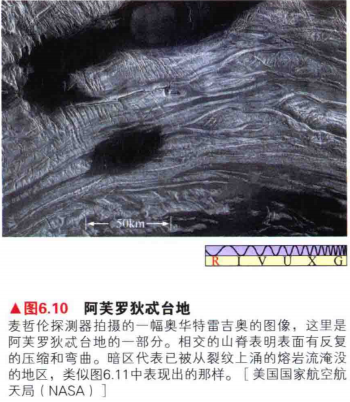 50km
R I V U X G
▲图6.10 阿芙罗狄忒台地
麦哲伦探测器拍摄的一幅奥华特雷吉奥的图像，这里是
阿芙罗狄忒台地的一部分。相交的山脊表明表面有反复
的压缩和弯曲。暗区代表已被从裂纹上涌的熔岩流淹没
的地区，类似图6.11中表现出的那样。［美国国家航空航
天局（NASA）］